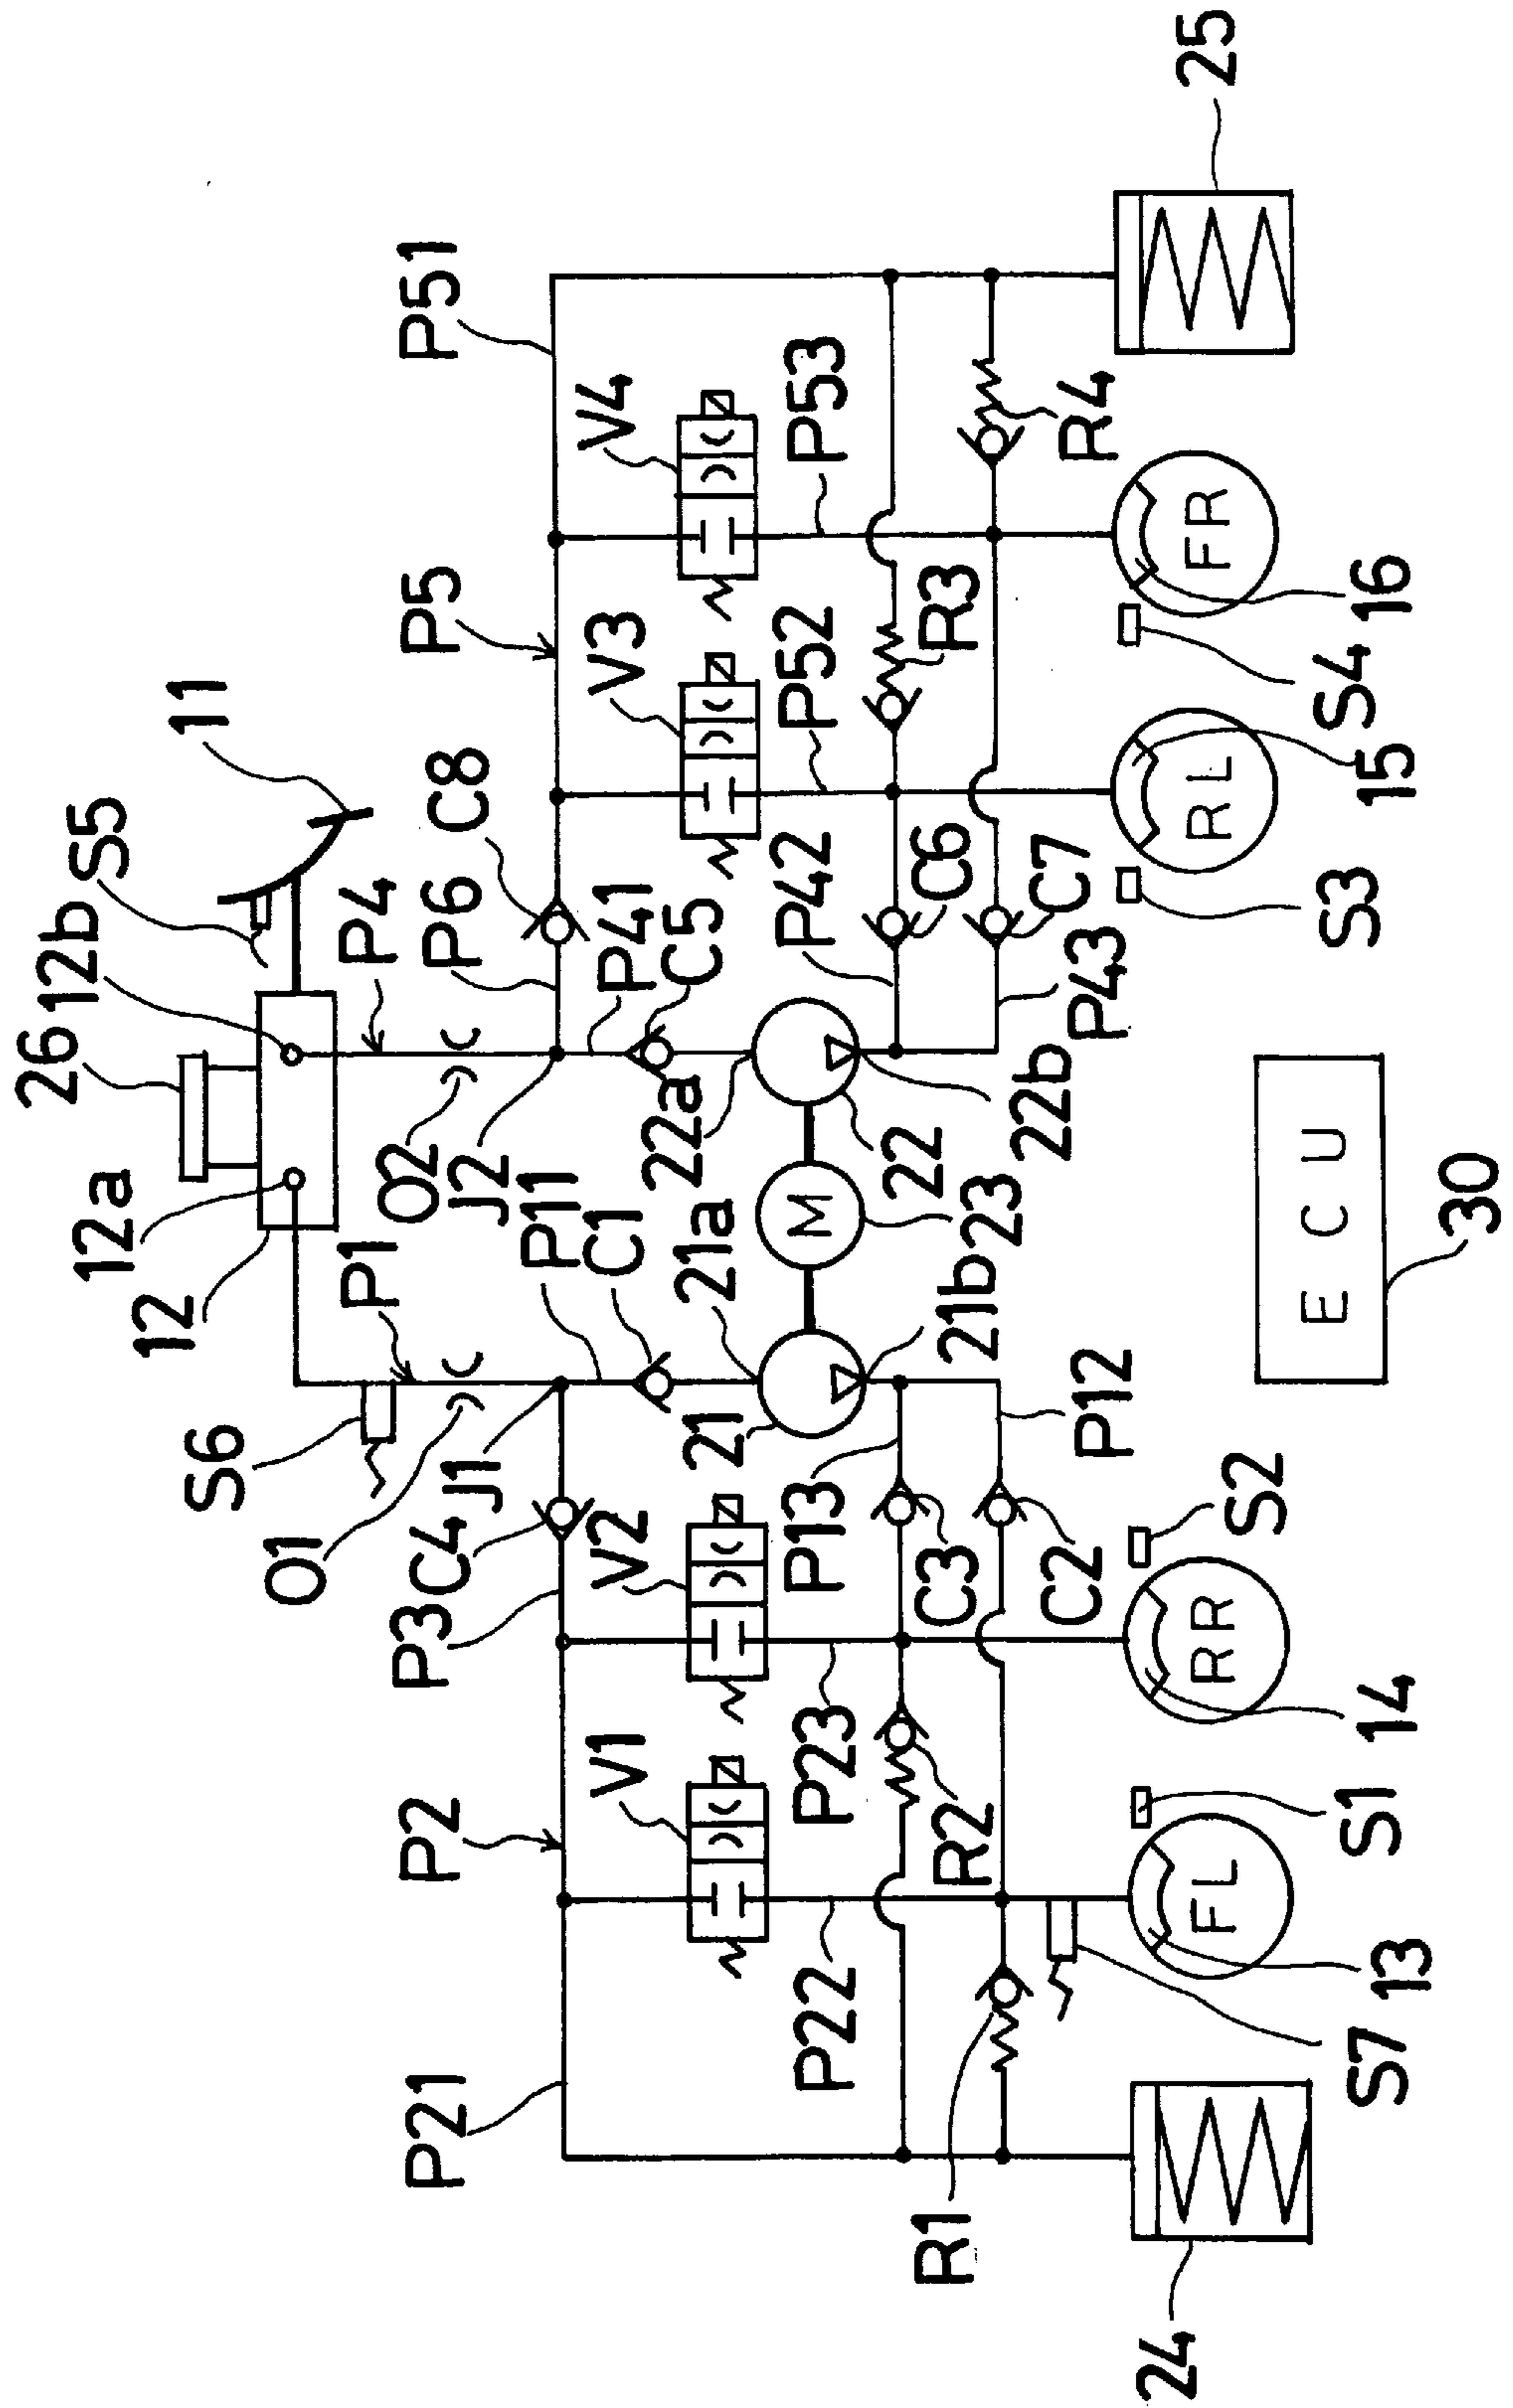 26
12b
S5
11
12a
12
P4
P6
C8
P5
P51
25
S6
P1
O2
J2
P41
C5
V3
V4
O1
J1
P11
C1
22a
P42
P52
P53
P2
P3
C4
V2
21a
M
C6
R3
R4
P21
V1
21
22
C7
P13
21b
23
22b
P43
P22
P23
C3
P12
R2
C2
R1
FL
RR
RL
FR
S1
S2
E C U
S3
S4
24
S7
13
14
30
15
16